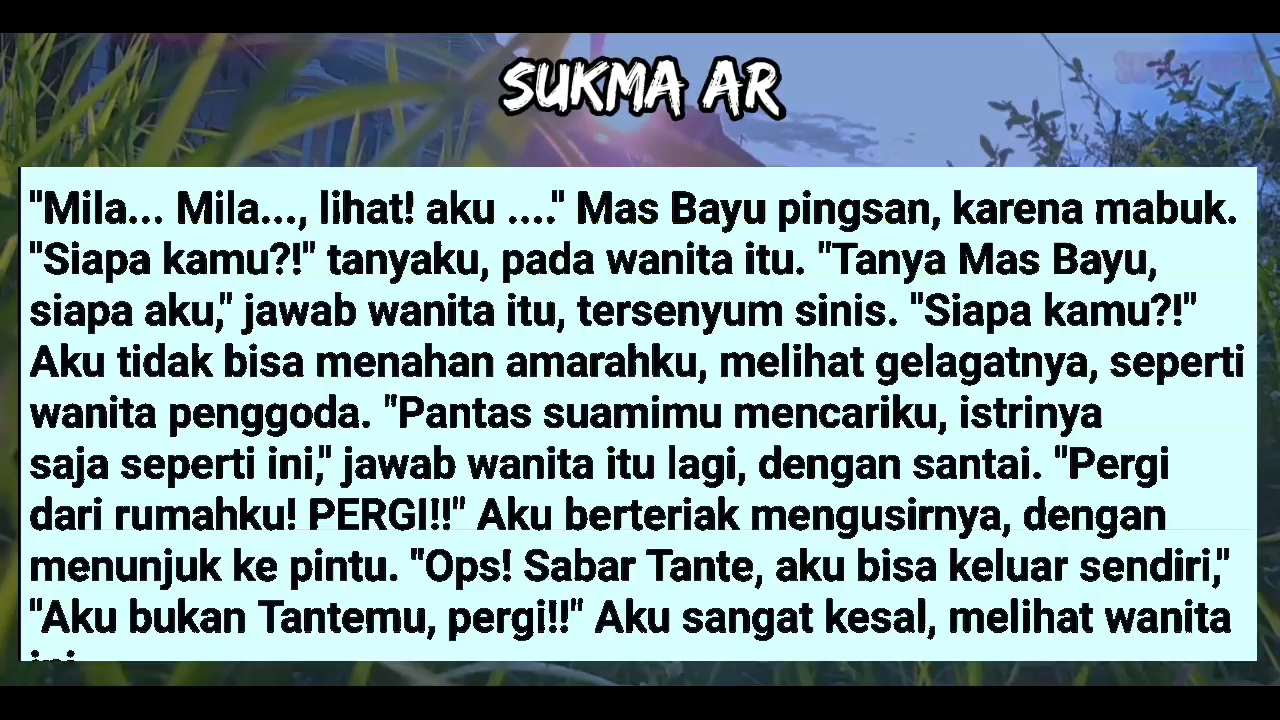 SUKMA AR
"Mila... Mila..., lihat! aku ...." Mas Bayu pingsan, karena mabuk.
"Siapa kamu?!" tanyaku, pada wanita itu. "Tanya Mas Bayu,
siapa aku," jawab wanita itu, tersenyum sinis. "Siapa kamu?!"
Aku tidak bisa menahan amarahku, melihat gelagatnya, seperti
wanita penggoda. "Pantas suamimu mencariku, istrinya
saja seperti ini," jawab wanita itu lagi, dengan santai. "Pergi
dari rumahku! PERGI!!" Aku berteriak mengusirnya, dengan
menunjuk ke pintu. "Ops! Sabar Tante, aku bisa keluar sendiri,"
"Aku bukan Tantemu, pergi!!" Aku sangat kesal, melihat wanita